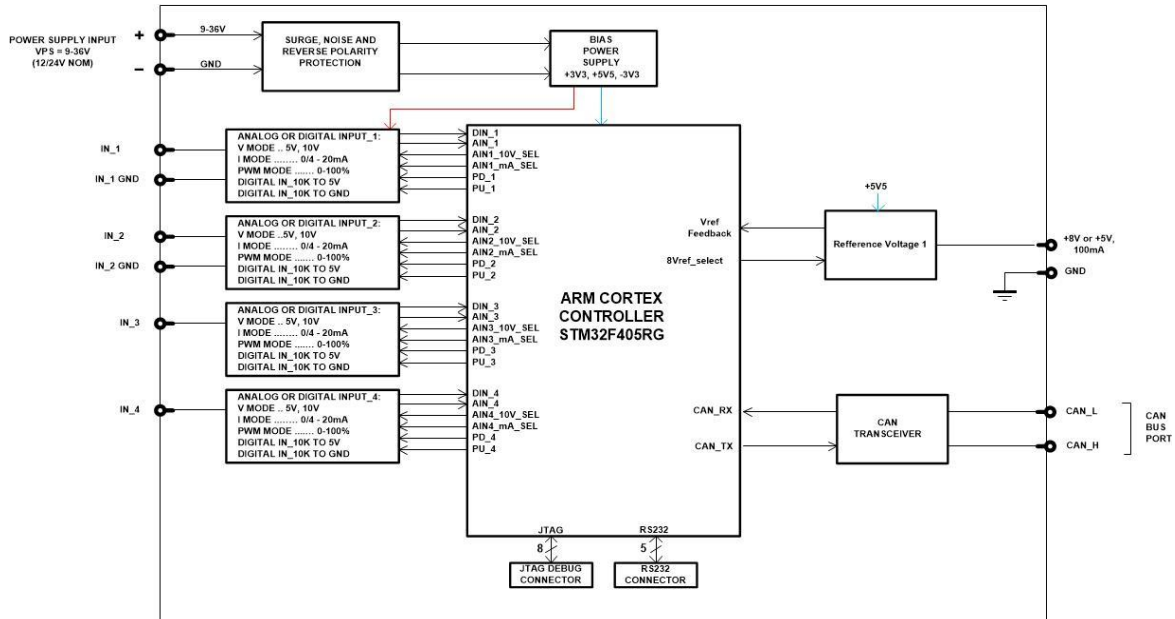 POWER SUPPLY INPUT
VPS = 9-36V
(12/24V NOM)
+
−
9-36V
GND
SURGE, NOISE AND
REVERSE POLARITY
PROTECTION
BIAS
POWER
SUPPLY
+3V3, +5V5, -3V3
IN_1
IN_1 GND
ANALOG OR DIGITAL INPUT_1:
V MODE .. 5V, 10V
I MODE ........ 0/4 - 20mA
PWM MODE ....... 0-100%
DIGITAL IN_10K TO 5V
DIGITAL IN_10K TO GND
DIN_1
AIN_1
AIN1_10V_SEL
AIN1_mA_SEL
PD_1
PU_1
IN_2
IN_2 GND
ANALOG OR DIGITAL INPUT_2:
V MODE ..5V, 10V
I MODE ........ 0/4 - 20mA
PWM MODE ....... 0-100%
DIGITAL IN_10K TO 5V
DIGITAL IN_10K TO GND
DIN_2
AIN_2
AIN2_10V_SEL
AIN2_mA_SEL
PD_2
PU_2
IN_3
ANALOG OR DIGITAL INPUT_3:
V MODE .. 5V, 10V
I MODE ........ 0/4 - 20mA
PWM MODE ....... 0-100%
DIGITAL IN_10K TO 5V
DIGITAL IN_10K TO GND
DIN_3
AIN_3
AIN3_10V_SEL
AIN3_mA_SEL
PD_3
PU_3
IN_4
ANALOG OR DIGITAL INPUT_4:
V MODE .. 5V, 10V
I MODE ........ 0/4 - 20mA
PWM MODE ....... 0-100%
DIGITAL IN_10K TO 5V
DIGITAL IN_10K TO GND
DIN_4
AIN_4
AIN4_10V_SEL
AIN4_mA_SEL
PD_4
PU_4
ARM CORTEX
CONTROLLER
STM32F405RG
Vref
Feedback
8Vref_select
+5V5
Refference Voltage 1
+8V or +5V,
100mA
GND
CAN_RX
CAN_TX
CAN
TRANSCEIVER
CAN_L
CAN_H
CAN
BUS
PORT
JTAG
RS232
8
5
JTAG DEBUG
CONNECTOR
RS232
CONNECTOR